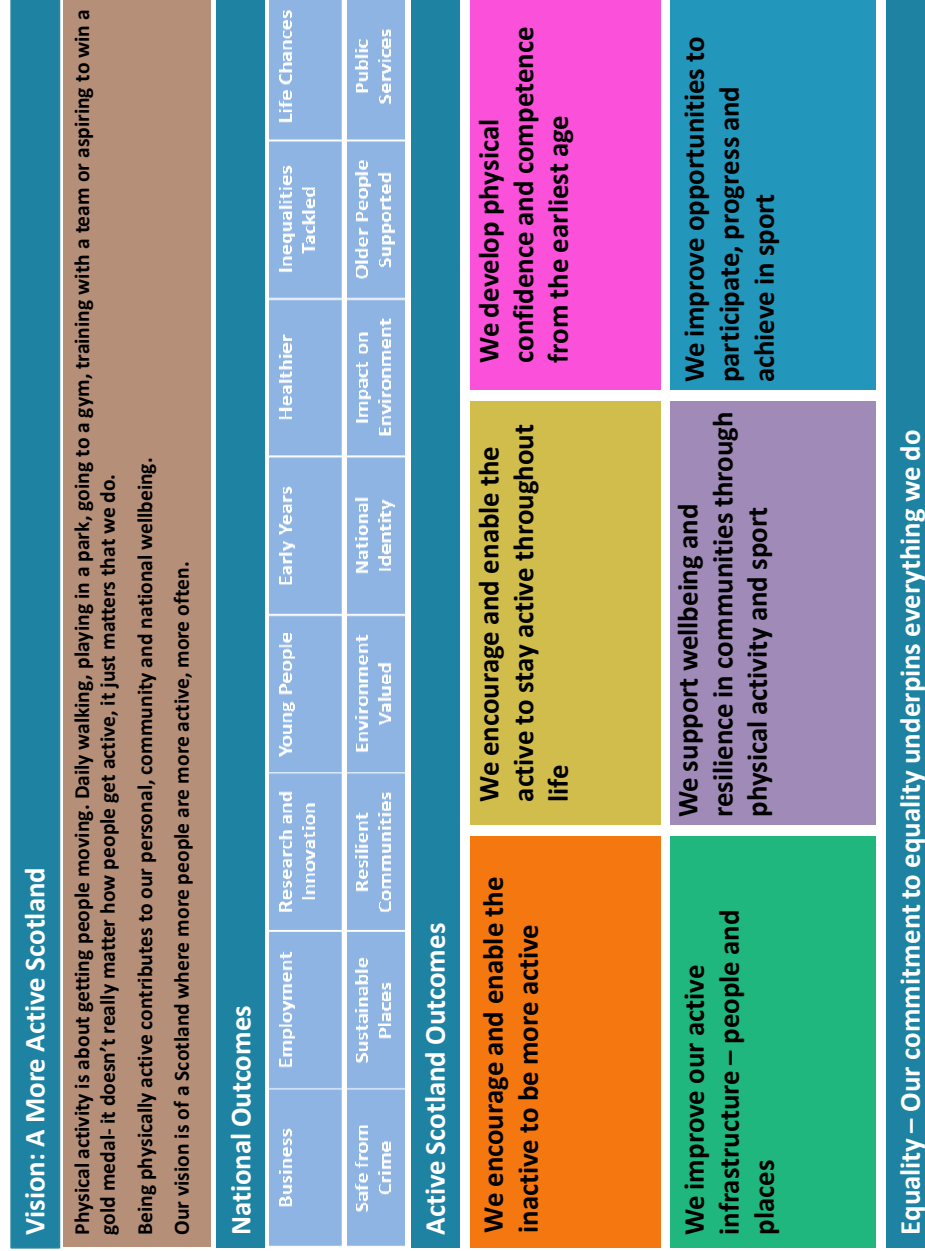 Vision: A More Active Scotland
Physical activity is about getting people moving. Daily walking, playing in a park, going to a gym, training with a team or aspiring to win a
gold medal- it doesn't really matter how people get active, it just matters that we do.
Being physically active contributes to our personal, community and national wellbeing.
Our vision is of a Scotland where more people are more active, more often.
National Outcomes
Business
Employment
Research and
Innovation
Young People
Early Years
Healthier
Inequalities
Tackled
Life Chances
Safe from
Crime
Sustainable
Places
Resilient
Communities
Environment
Valued
National
Identity
Impact on
Environment
Older People
Supported
Public
Services
Active Scotland Outcomes
We encourage and enable the
inactive to be more active
We encourage and enable the
active to stay active throughout
life
We develop physical
confidence and competence
from the earliest age
We improve our active
infrastructure – people and
places
We support wellbeing and
resilience in communities through
physical activity and sport
We improve opportunities to
participate, progress and
achieve in sport
Equality – Our commitment to equality underpins everything we do